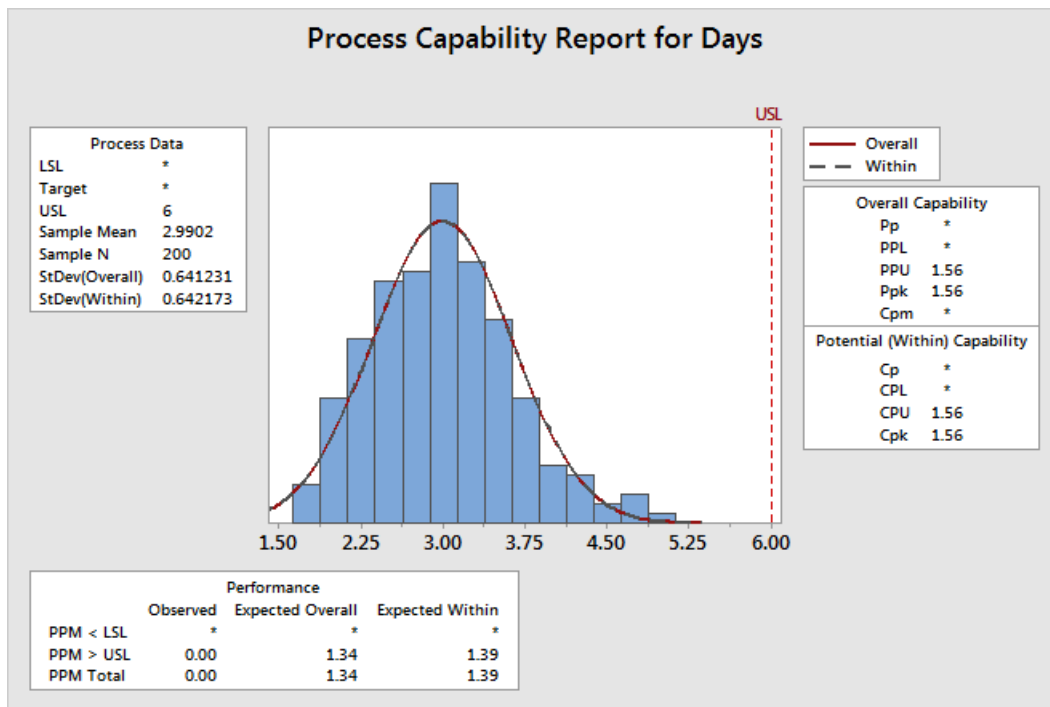 Process Capability Report for Days
USL
Process Data
LSL *
Target *
USL 6
Sample Mean 2.9902
Sample N 200
StDev(Overall) 0.641231
StDev(Within) 0.642173
Overall
Within
Overall Capability
Pp *
PPL *
PPU 1.56
Ppk 1.56
Cpm *
Potential (Within) Capability
Cp *
CPL *
CPU 1.56
Cpk 1.56
1.50 2.25 3.00 3.75 4.50 5.25 6.00
Performance
Observed Expected Overall Expected Within
PPM < LSL * * *
PPM > USL 0.00 1.34 1.39
PPM Total 0.00 1.34 1.39